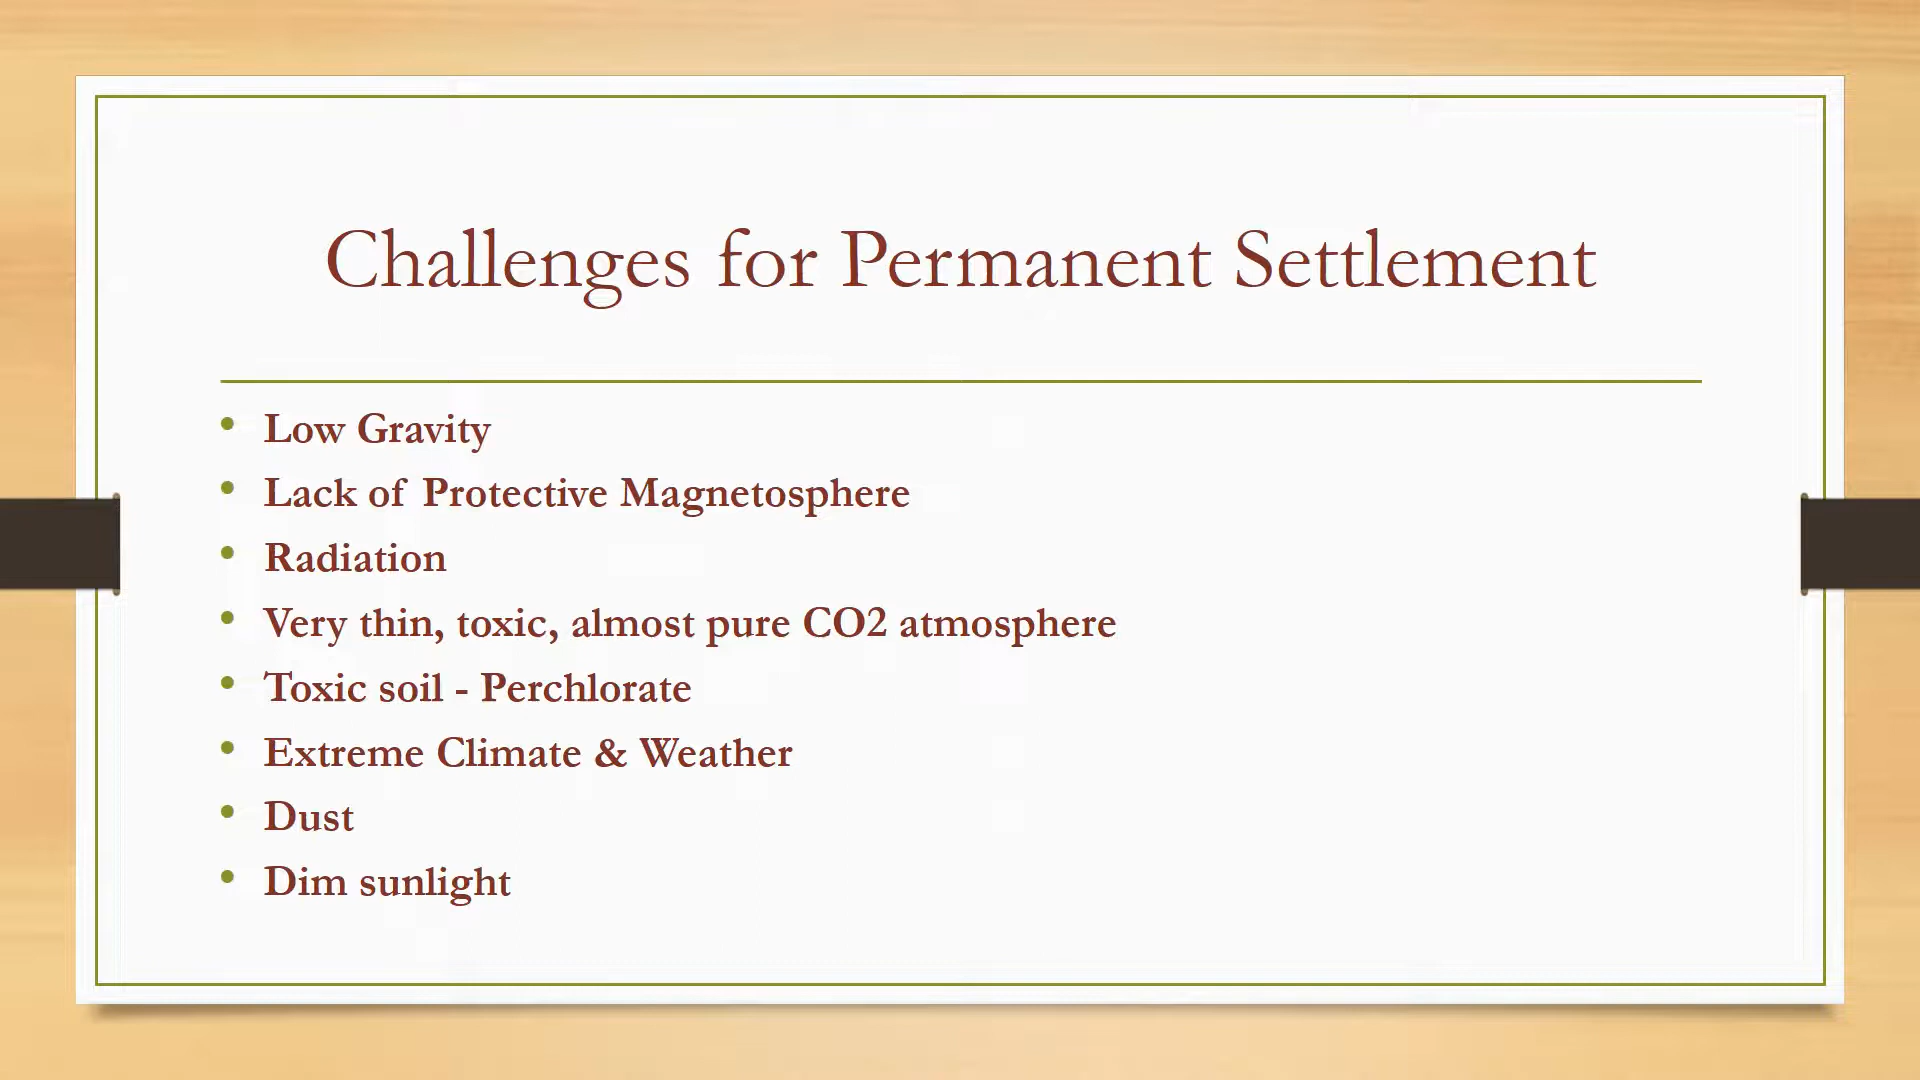 Challenges for Permanent Settlement
• Low Gravity
• Lack of Protective Magnetosphere
• Radiation
• Very thin, toxic, almost pure CO2 atmosphere
• Toxic soil - Perchlorate
• Extreme Climate & Weather
• Dust
• Dim sunlight